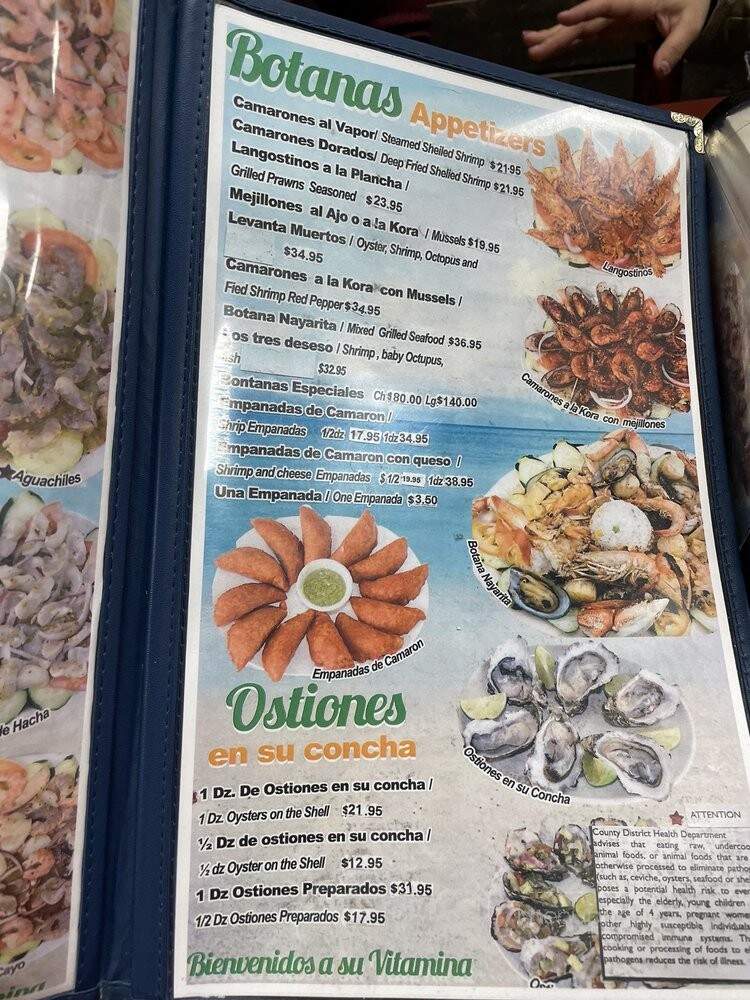 Botanas Appetizers
Camarones al Vapor/ Steamed Shelled Shrimp $21.95
Camarones Dorados/ Deep Fried Shelled Shrimp $21.95
Langostinos a la Plancha /
Grilled Prawns Seasoned $23.95
Mejillones al Ajo o a la Kora / Mussels $19.95
Levanta Muertos / Oyster, Shrimp, Octopus and
$34.95
Camarones a la Kora con Mussels /
Fied Shrimp Red Pepper $34.95
Botana Nayarita / Mixed Grilled Seafood $36.95
os tres deseso / Shrimp, baby Octupus,
ish $32.95
Bontanas Especiales Ch$80.00 Lg$140.00
Empanadas de Camaron /
Shrip Empanadas 1/2dz 17.95 1dz 34.95
Empanadas de Camaron con queso /
Shrimp and cheese Empanadas $ 1/2 19.95 1dz 38.95
Una Empanada / One Empanada $3.50
Langostinos
Camarones a la Kora con mejillones
Botana Nayarita
Empanadas de Camaron
Aguachiles
de Hacha
cayo
Ostiones
en su concha
Ostiones en su Concha
1 Dz. De Ostiones en su concha /
1 Dz. Oysters on the Shell $21.95
½ Dz de ostiones en su concha /
½ dz Oyster on the Shell $12.95
1 Dz Ostiones Preparados $31.95
1/2 Dz Ostiones Preparados $17.95
ATTENTION
County District Health Department
advises that eating raw, undercoo
animal foods, or animal foods that are
otherwise processed to eliminate patho
(such as, ceviche, oysters, seafood or she
poses a potential health risk to ever
especially the elderly, young children
the age of 4 years, pregnant wome
other highly susceptible individuals
compromised immune systems. Th
cooking or processing of foods to el
pathogens reduces the risk of illness.
Bienvenidos a su Vitamina